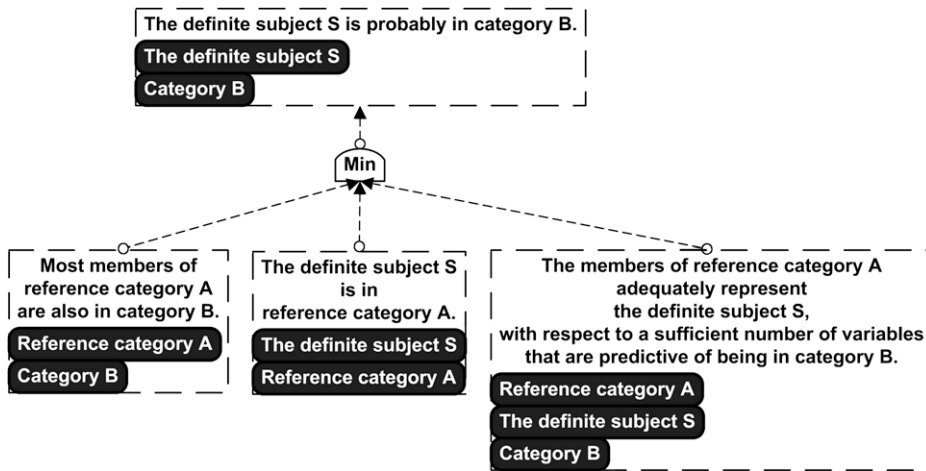 The definite subject S is probably in category B.
The definite subject S
Category B
Min
Most members of
reference category A
are also in category B.
Reference category A
Category B
The definite subject S
is in
reference category A.
The definite subject S
Reference category A
The members of reference category A
adequately represent
the definite subject S,
with respect to a sufficient number of variables
that are predictive of being in category B.
Reference category A
The definite subject S
Category B